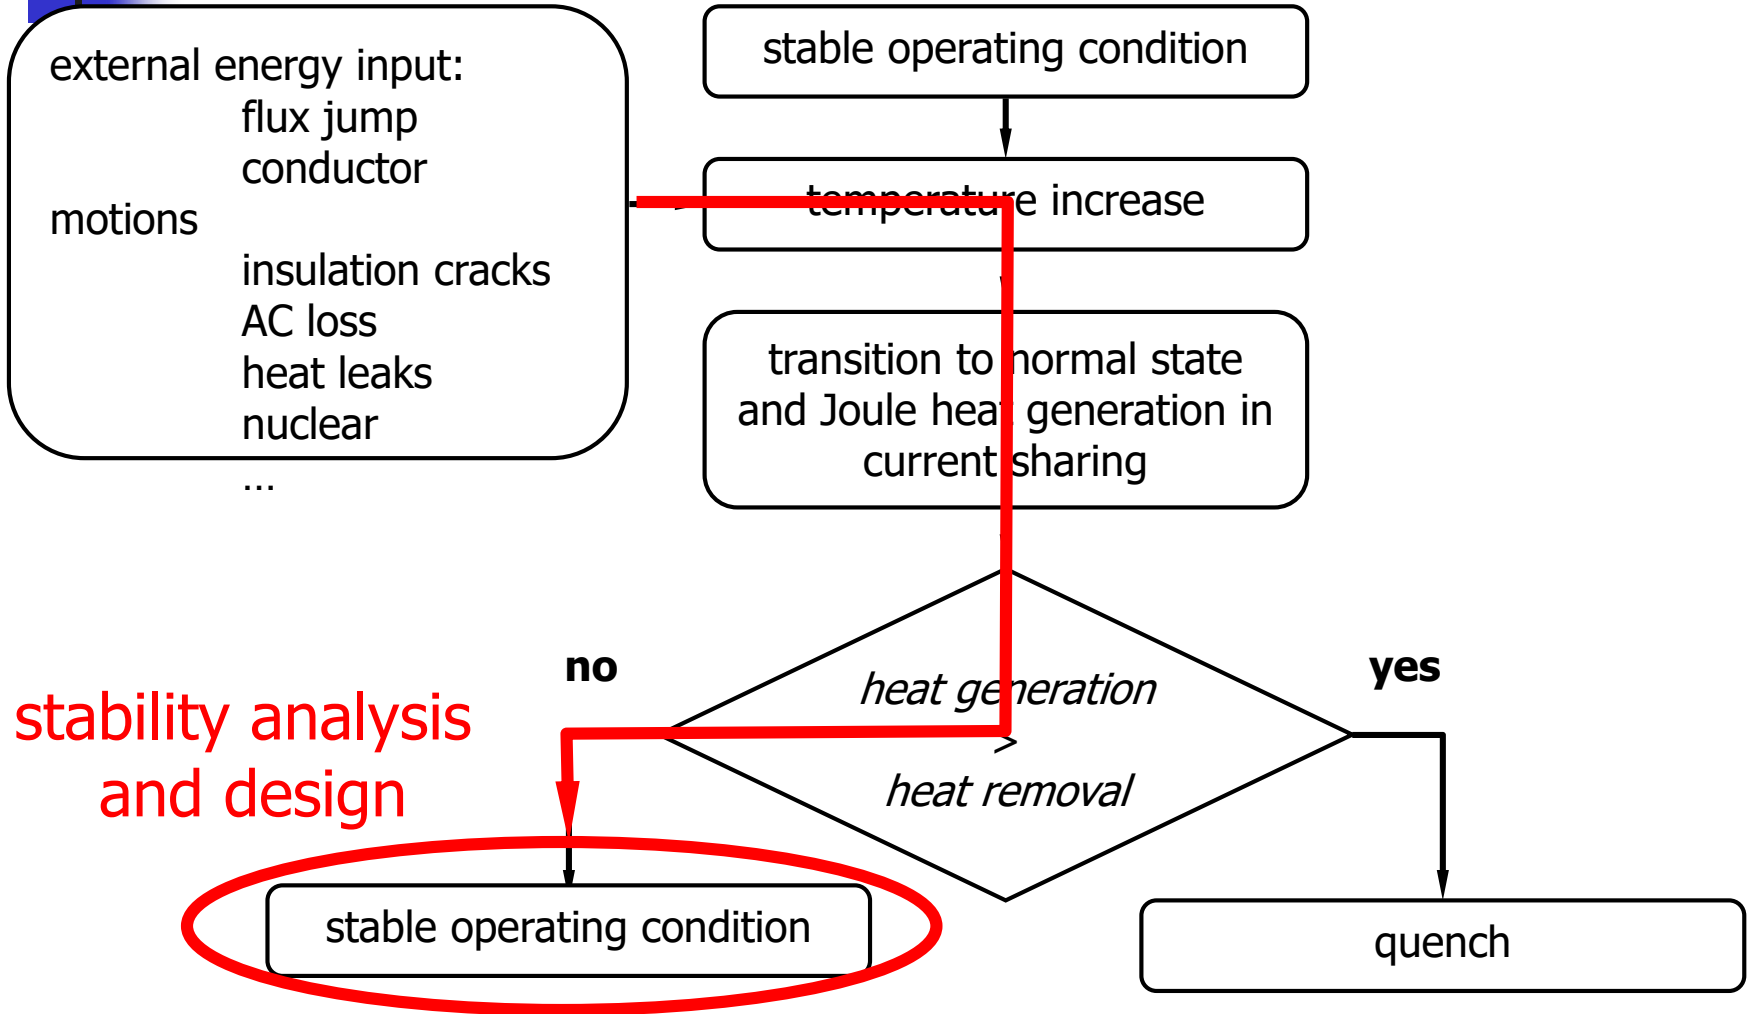 external energy input:
flux jump
conductor
motions
insulation cracks
AC loss
heat leaks
nuclear
…
stable operating condition
temperature increase
transition to normal state
and Joule heat generation in
current sharing
no
yes
heat generation
>
heat removal
stability analysis
and design
stable operating condition
quench